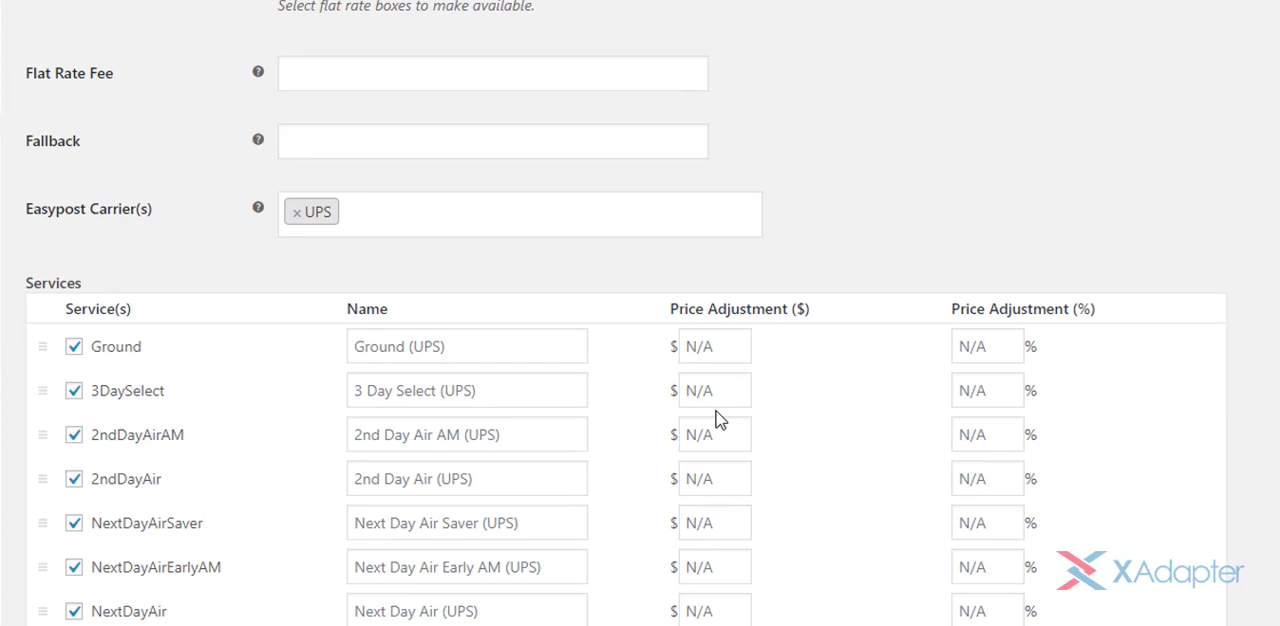 Select flat rate boxes to make available.
Flat Rate Fee ?
Fallback ?
Easypost Carrier(s) ? × UPS
Services
Service(s) Name Price Adjustment ($) Price Adjustment (%)
Ground Ground (UPS) $ N/A N/A %
3DaySelect 3 Day Select (UPS) $ N/A N/A %
2ndDayAirAM 2nd Day Air AM (UPS) $ N/A N/A %
2ndDayAir 2nd Day Air (UPS) $ N/A N/A %
NextDayAirSaver Next Day Air Saver (UPS) $ N/A N/A %
NextDayAirEarlyAM Next Day Air Early AM (UPS) $ N/A N/A %
NextDayAir Next Day Air (UPS) $ N/A N/A %
XAdapter